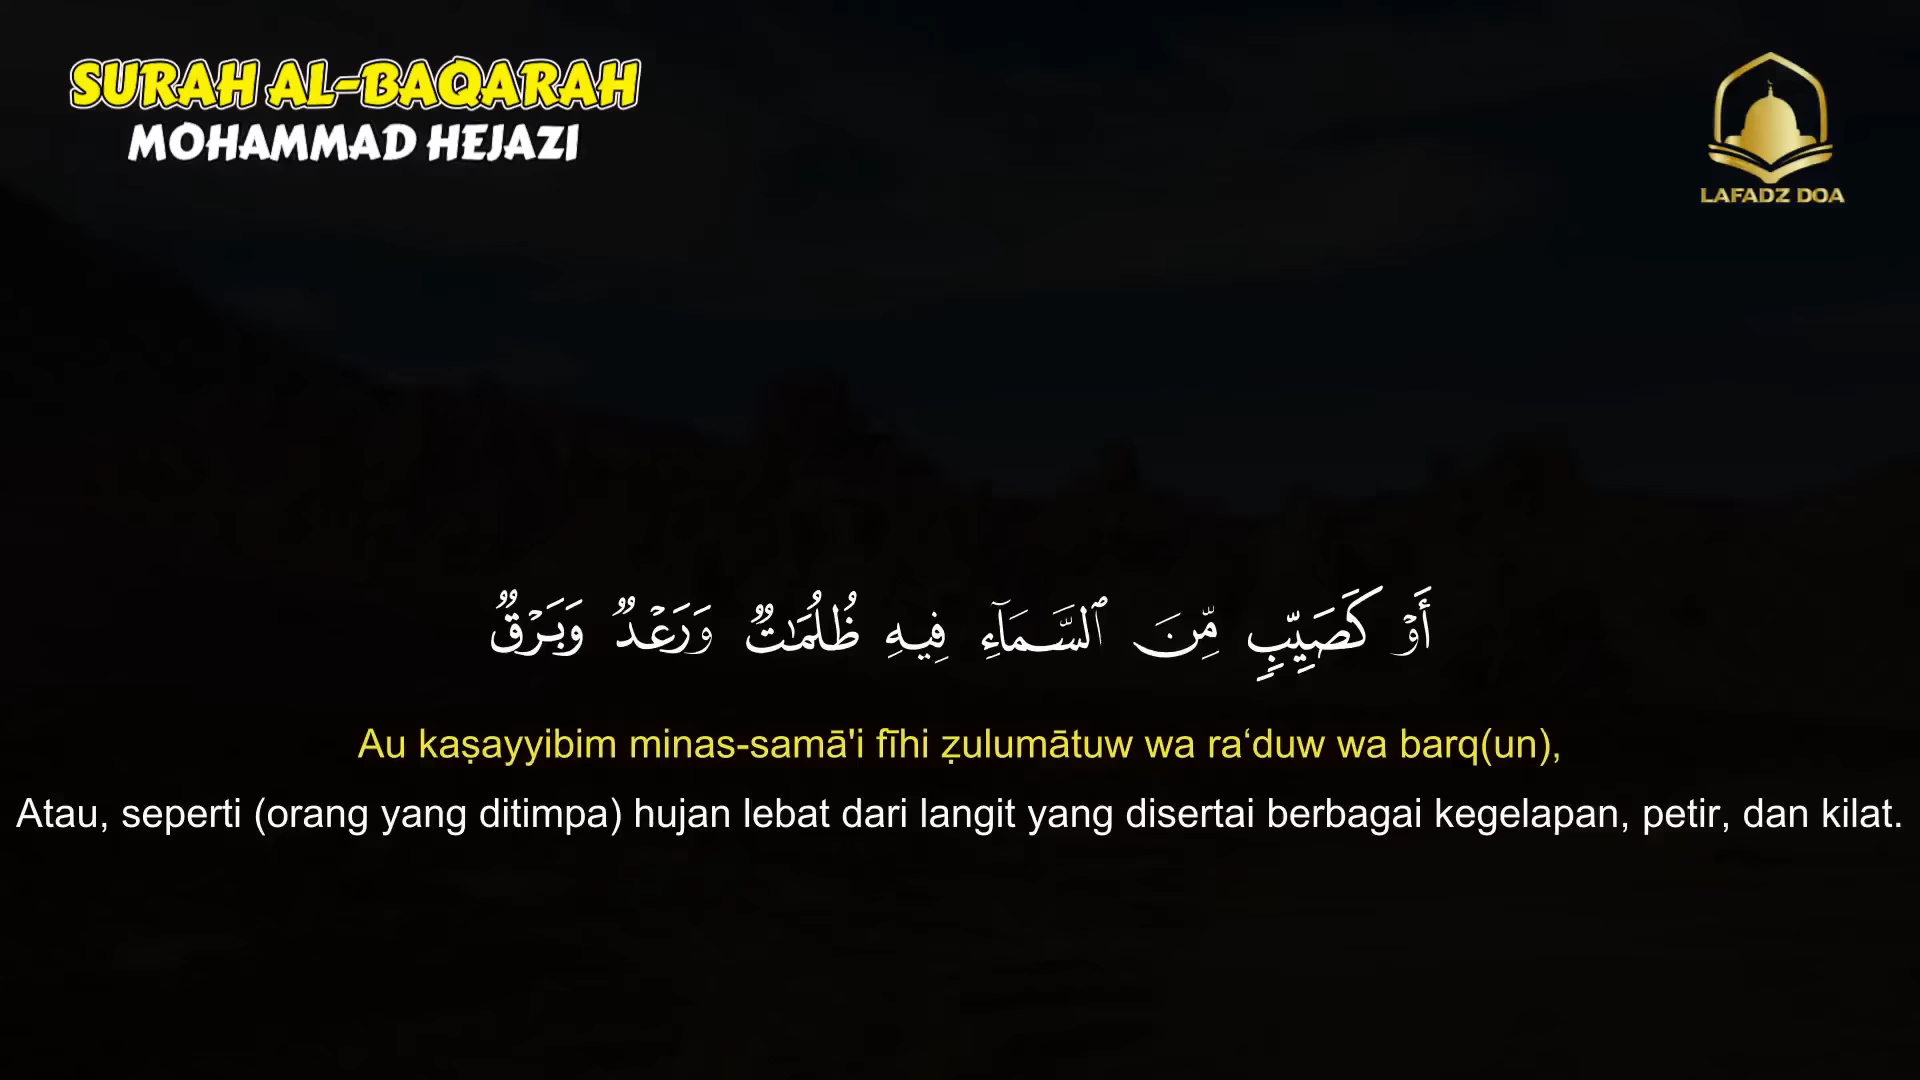 SURAH AL-BAQARAH
MOHAMMAD HEJAZI
LAFADZ DOA
أَوْ كَصَيِّبٍ مِّنَ ٱلسَّمَآءِ فِيهِ ظُلُمَـٰتٌ وَرَعْدٌ وَبَرْقٌ
Au kaṣayyibim minas-samā'i fīhi ẓulumātuw wa ra‘duw wa barq(un),
Atau, seperti (orang yang ditimpa) hujan lebat dari langit yang disertai berbagai kegelapan, petir, dan kilat.